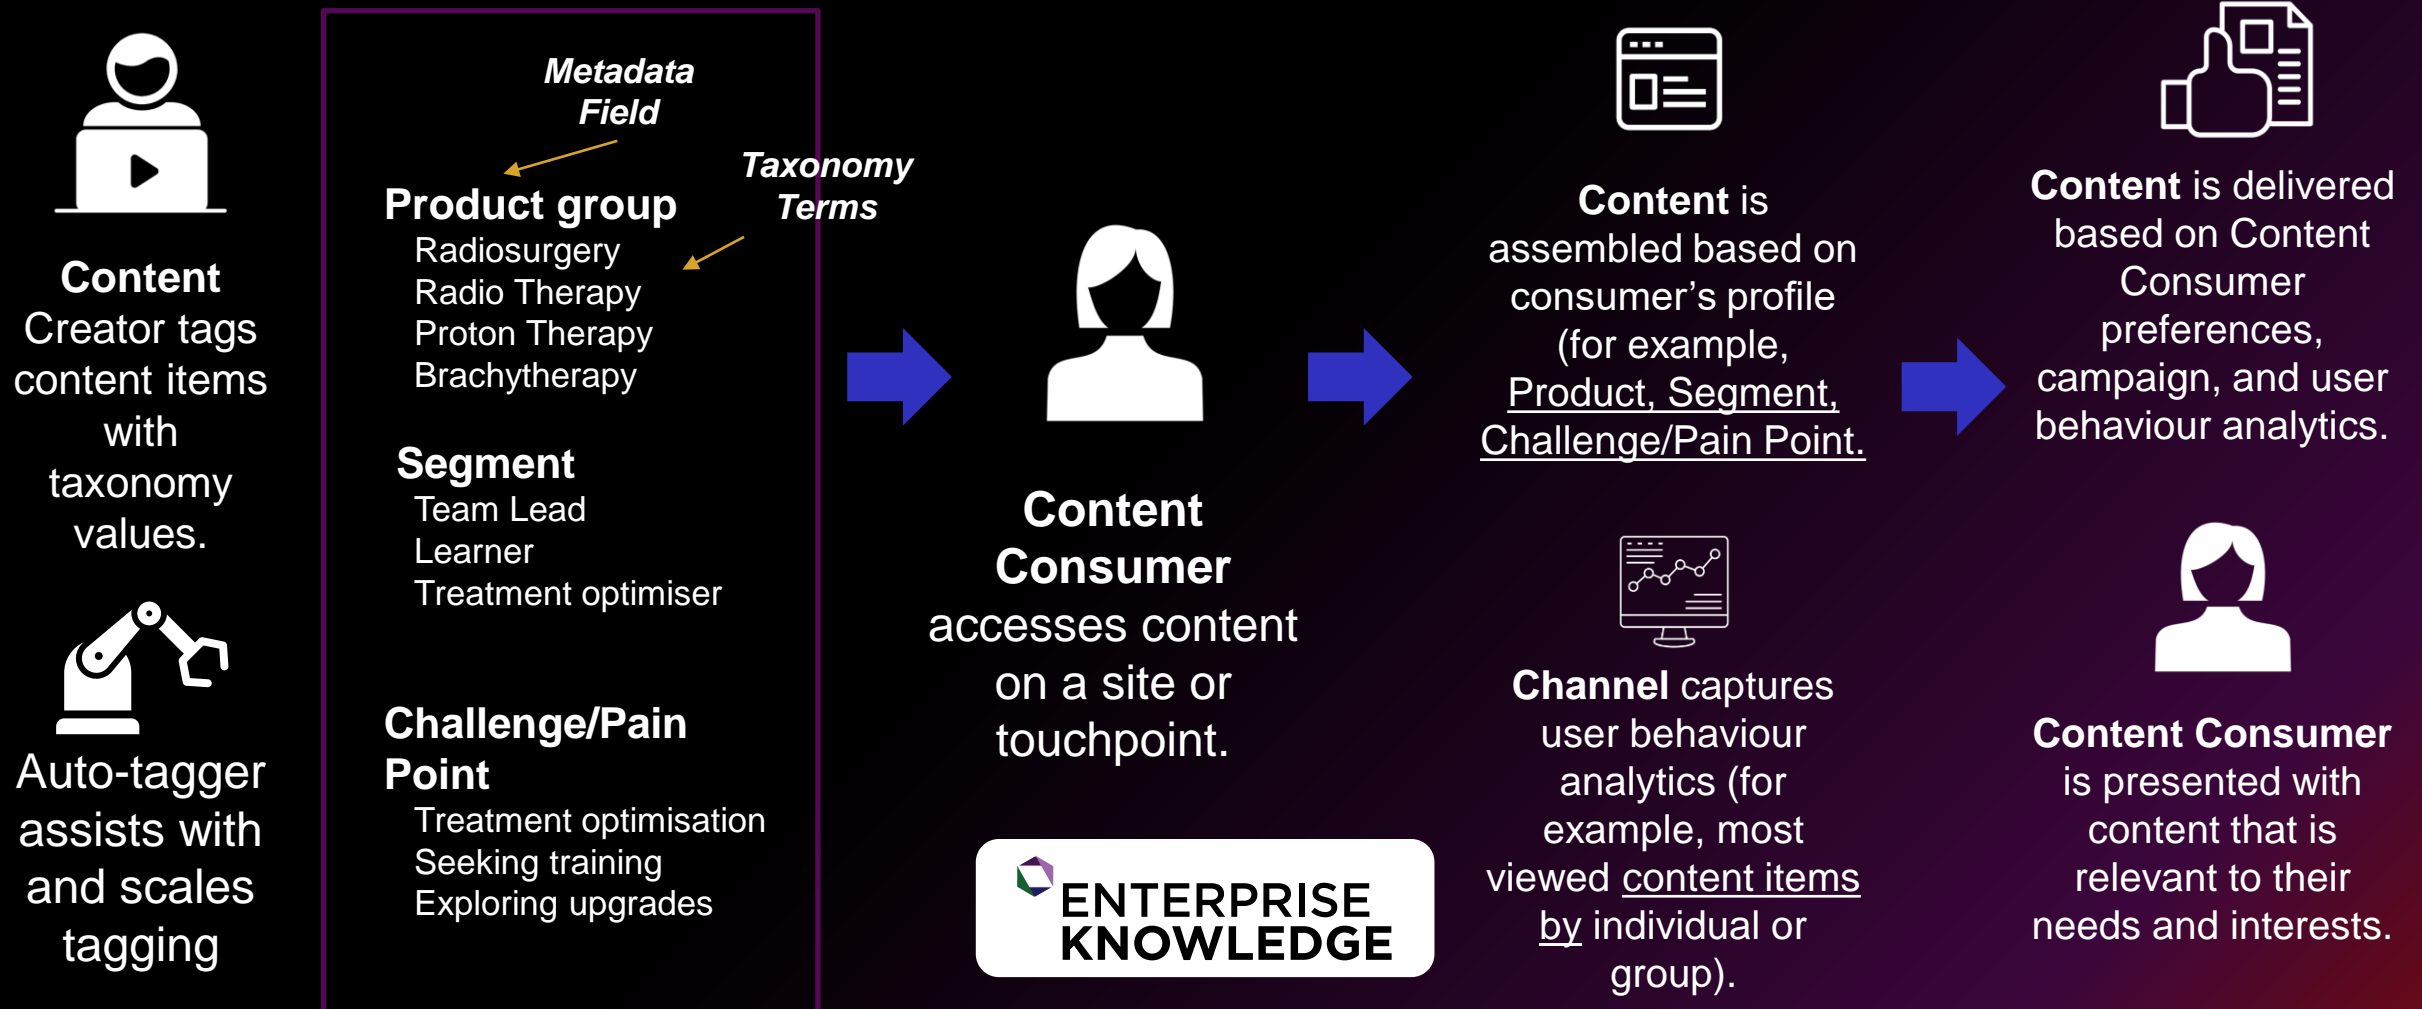 Content
Creator tags
content items
with
taxonomy
values.
Auto-tagger
assists with
and scales
tagging
Metadata
Field
Taxonomy
Terms
Product group
Radiosurgery
Radio Therapy
Proton Therapy
Brachytherapy
Segment
Team Lead
Learner
Treatment optimiser
Challenge/Pain
Point
Treatment optimisation
Seeking training
Exploring upgrades
Content
Consumer
accesses content
on a site or
touchpoint.
ENTERPRISE
KNOWLEDGE
Content is
assembled based on
consumer’s profile
(for example,
Product, Segment,
Challenge/Pain Point.
Channel captures
user behaviour
analytics (for
example, most
viewed content items
by individual or
group).
Content is delivered
based on Content
Consumer
preferences,
campaign, and user
behaviour analytics.
Content Consumer
is presented with
content that is
relevant to their
needs and interests.